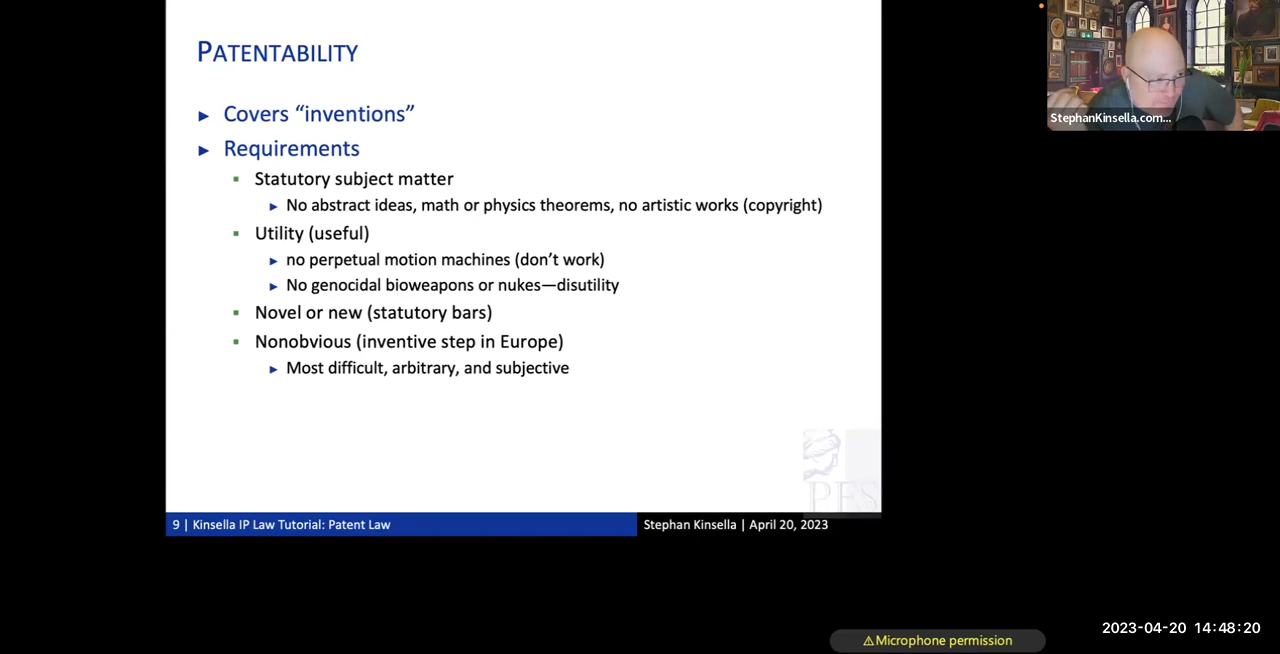 PATENTABILITY
► Covers “inventions”
► Requirements
▪ Statutory subject matter
► No abstract ideas, math or physics theorems, no artistic works (copyright)
▪ Utility (useful)
► no perpetual motion machines (don’t work)
► No genocidal bioweapons or nukes—disutility
▪ Novel or new (statutory bars)
▪ Nonobvious (inventive step in Europe)
► Most difficult, arbitrary, and subjective
PFS
9 | Kinsella IP Law Tutorial: Patent Law
Stephan Kinsella | April 20, 2023
StephanKinsella.com...
2023-04-20 14:48:20
⚠Microphone permission